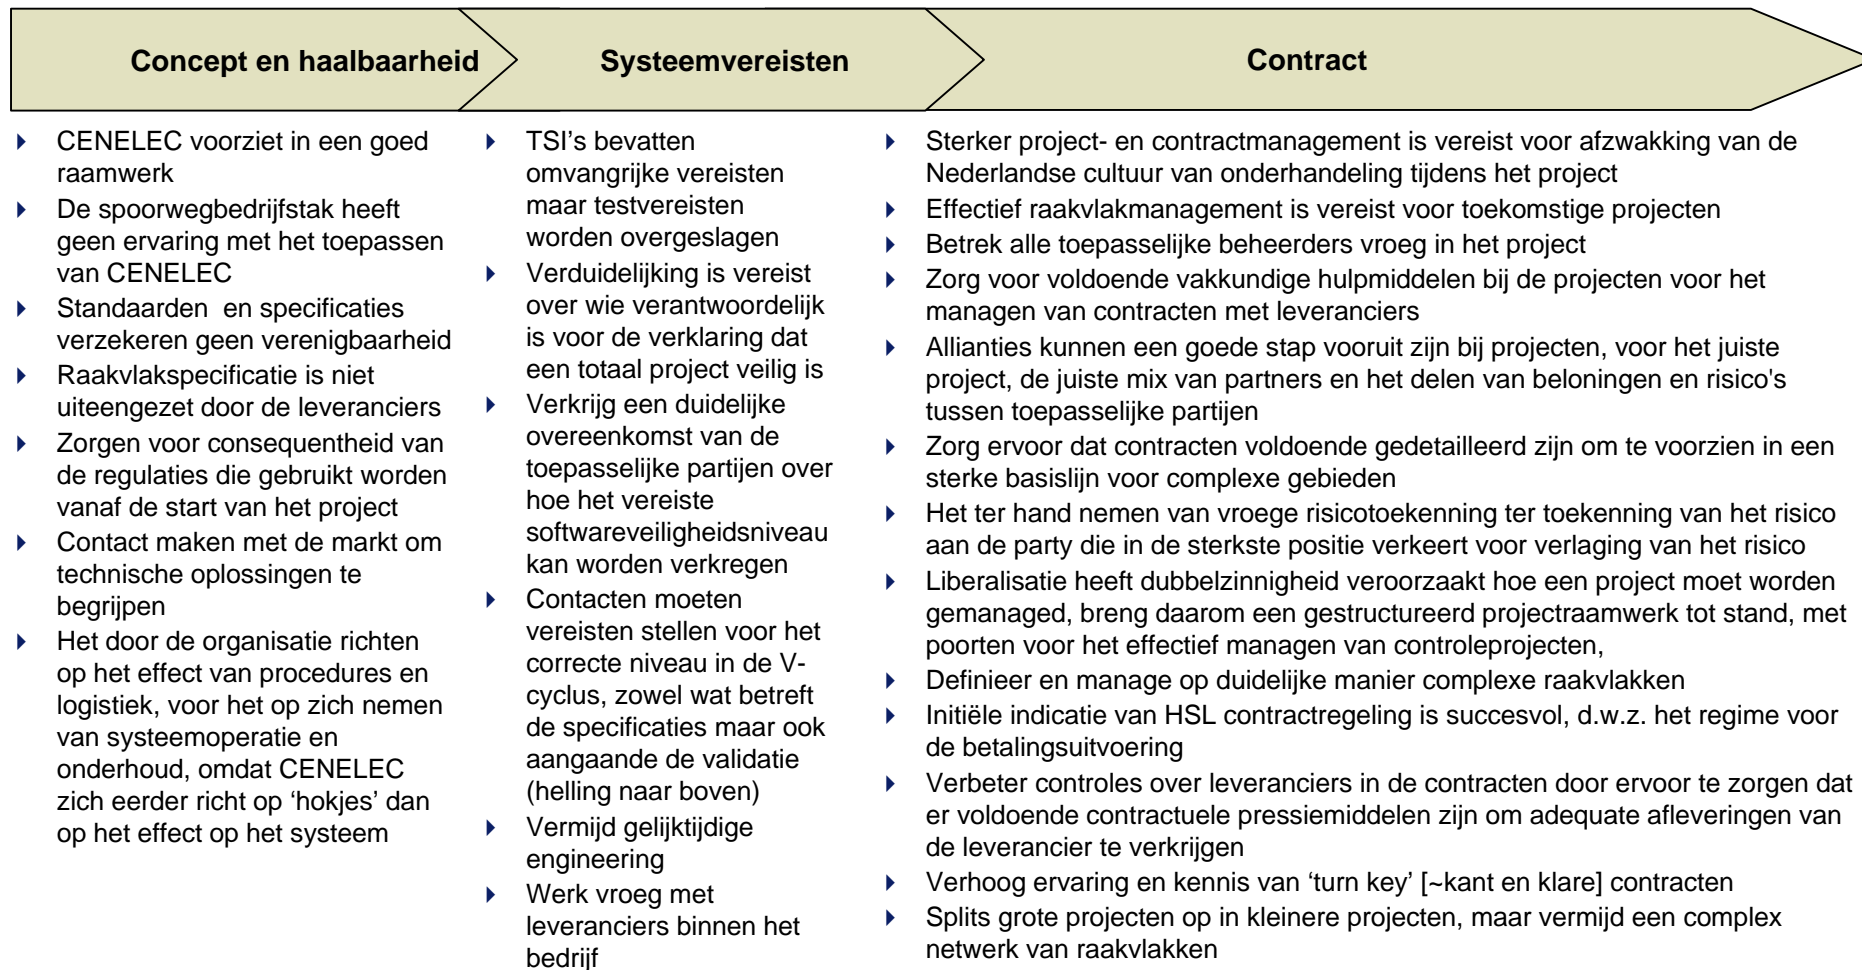 Concept en haalbaarheid
Systeemvereisten
Contract
CENELEC voorziet in een goed
raamwerk
De spoorwegbedrijfstak heeft
geen ervaring met het toepassen
van CENELEC
Standaarden en specificaties
verzekeren geen verenigbaarheid
Raakvlakspecificatie is niet
uiteengezet door de leveranciers
Zorgen voor consequentheid van
de regulaties die gebruikt worden
vanaf de start van het project
Contact maken met de markt om
technische oplossingen te
begrijpen
Het door de organisatie richten
op het effect van procedures en
logistiek, voor het op zich nemen
van systeemoperatie en
onderhoud, omdat CENELEC
zich eerder richt op ‘hokjes’ dan
op het effect op het systeem
TSI’s bevatten
omvangrijke vereisten
maar testvereisten
worden overgeslagen
Verduidelijking is vereist
over wie verantwoordelijk
is voor de verklaring dat
een totaal project veilig is
Verkrijg een duidelijke
overeenkomst van de
toepasselijke partijen over
hoe het vereiste
softwareveiligheidsniveau
kan worden verkregen
Contacten moeten
vereisten stellen voor het
correcte niveau in de V-
cyclus, zowel wat betreft
de specificaties maar ook
aangaande de validatie
(helling naar boven)
Vermijd gelijktijdige
engineering
Werk vroeg met
leveranciers binnen het
bedrijf
Sterker project- en contractmanagement is vereist voor afzwakking van de
Nederlandse cultuur van onderhandeling tijdens het project
Effectief raakvlakmanagement is vereist voor toekomstige projecten
Betrek alle toepasselijke beheerders vroeg in het project
Zorg voor voldoende vakkundige hulpmiddelen bij de projecten voor het
managen van contracten met leveranciers
Allianties kunnen een goede stap vooruit zijn bij projecten, voor het juiste
project, de juiste mix van partners en het delen van beloningen en risico's
tussen toepasselijke partijen
Zorg ervoor dat contracten voldoende gedetailleerd zijn om te voorzien in een
sterke basislijn voor complexe gebieden
Het ter hand nemen van vroege risicotoekenning ter toekenning van het risico
aan de party die in de sterkste positie verkeert voor verlaging van het risico
Liberalisatie heeft dubbelzinnigheid veroorzaakt hoe een project moet worden
gemanaged, breng daarom een gestructureerd projectraamwerk tot stand, met
poorten voor het effectief managen van controleprojecten,
Definieer en manage op duidelijke manier complexe raakvlakken
Initiële indicatie van HSL contractregeling is succesvol, d.w.z. het regime voor
de betalingsuitvoering
Verbeter controles over leveranciers in de contracten door ervoor te zorgen dat
er voldoende contractuele pressiemiddelen zijn om adequate afleveringen van
de leverancier te verkrijgen
Verhoog ervaring en kennis van ‘turn key’ [~kant en klare] contracten
Splits grote projecten op in kleinere projecten, maar vermijd een complex
netwerk van raakvlakken